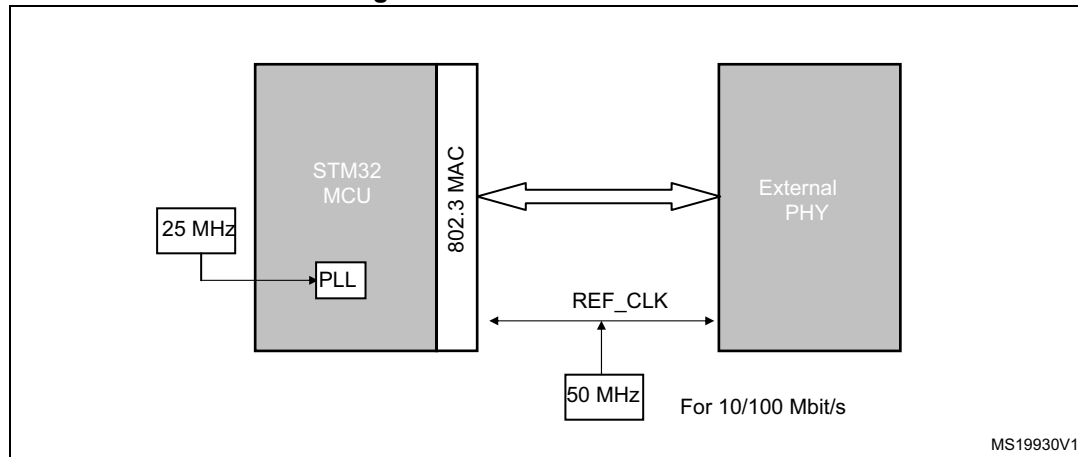 STM32
MCU
802.3 MAC
External
PHY
25 MHz
PLL
REF_CLK
50 MHz
For 10/100 Mbit/s
MS19930V1